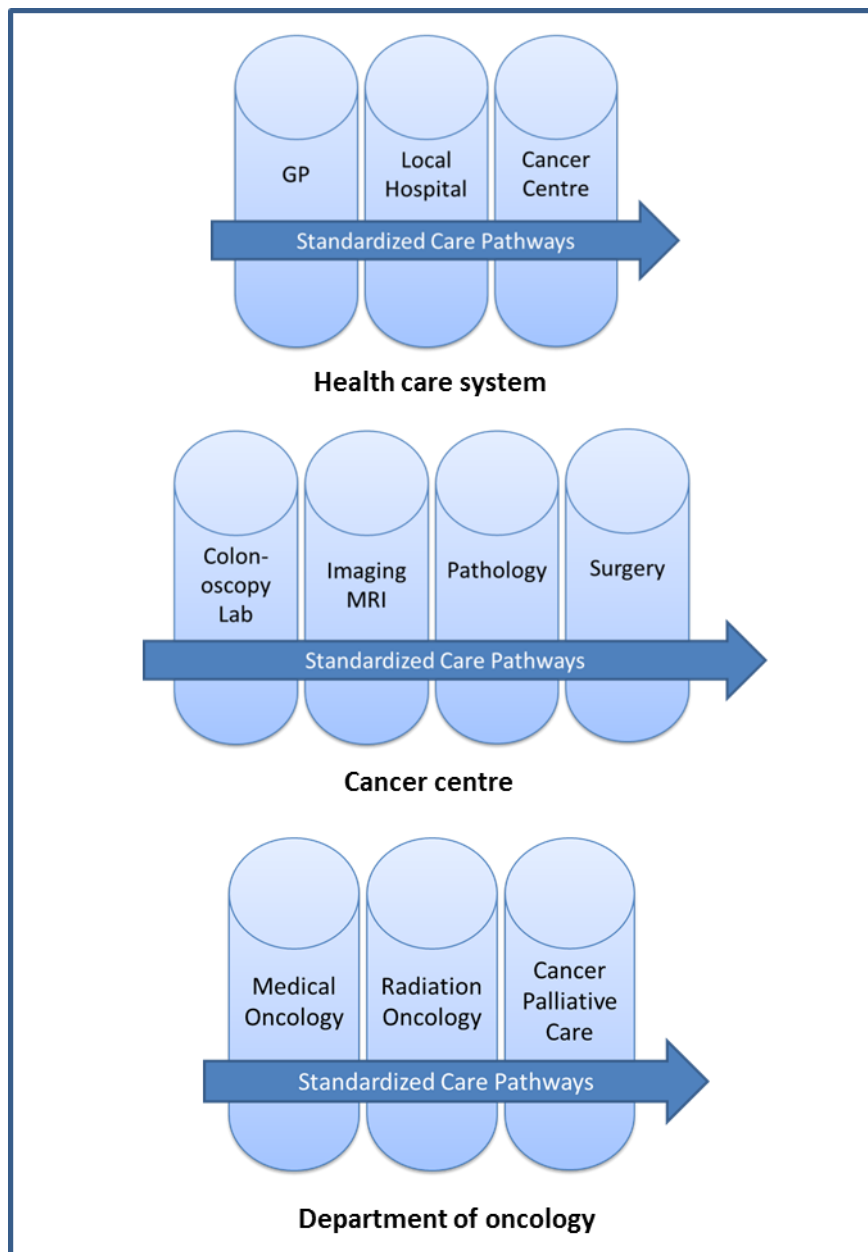 GP
Local
Hospital
Cancer
Centre
Standardized Care Pathways
Health care system
Colon-
oscopy
Lab
Imaging
MRI
Pathology
Surgery
Standardized Care Pathways
Cancer centre
Medical
Oncology
Radiation
Oncology
Cancer
Palliative
Care
Standardized Care Pathways
Department of oncology